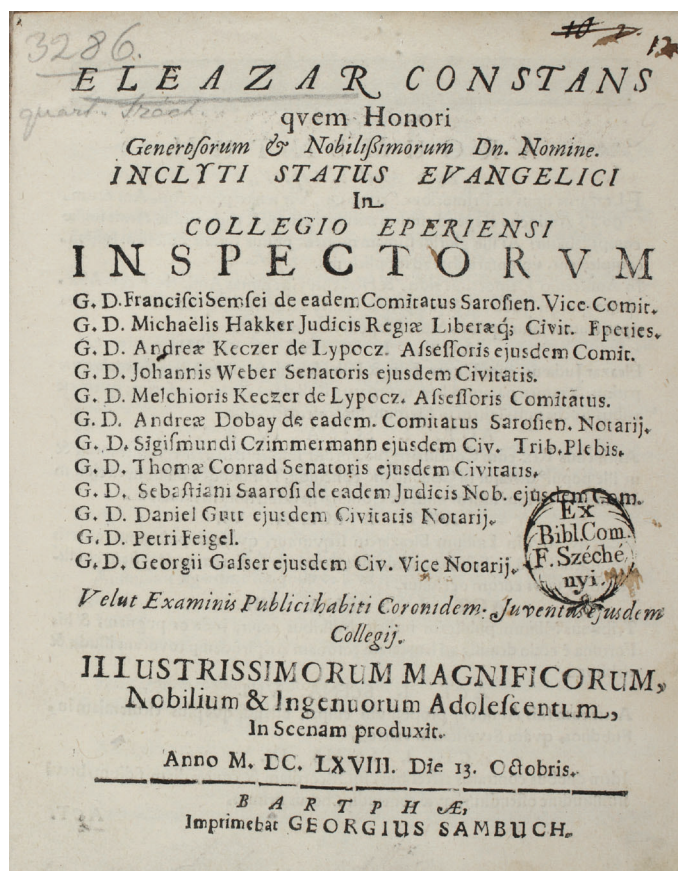 3286.
12
ELEAZAR CONSTANS
qvem Honori
Generosorum & Nobilißimorum Dn. Nomine.
INCLYTI STATUS EVANGELICI
In
COLLEGIO EPERIENSI
INSPECTORVM
G. D. Francisci Semsei de eadem Comitatus Sarosien. Vice-Comit.
G. D. Michaëlis Hakker Judicis Regiæ Liberæq; Civit. Eperies.
G. D. Andreæ Keczer de Lypocz. Assessoris ejusdem Comit.
G. D. Johannis Weber Senatoris ejusdem Civitatis.
G. D. Melchioris Keczer de Lypocz. Assessoris Comitatus.
G. D. Andreæ Dobay de eadem. Comitatus Sarosien. Notarij.
G. D. Sigismundi Czimmermann ejusdem Civ. Trib. Plebis.
G. D. Thomæ Conrad Senatoris ejusdem Civitatis.
G. D. Sebastiani Saarosi de eadem Judicis Nob. ejusdem Com.
G. D. Daniel Gutt ejusdem Civitatis Notarij.
G. D. Petri Feigel.
G. D. Georgii Gasser ejusdem Civ. Vice Notarij.
Ex
Bibl. Com.
F. Széché
nyi.
Velut Examinis Publici habiti Coronidem: Juventus ejusdem
Collegij.
ILLUSTRISSIMORUM MAGNIFICORUM,
Nobilium & Ingenuorum Adolescentum,
In Scenam produxit.
Anno M. DC. LXVIII. Die 13. Octobris.
BARTPHÆ,
Imprimebat GEORGIUS SAMBUCH.